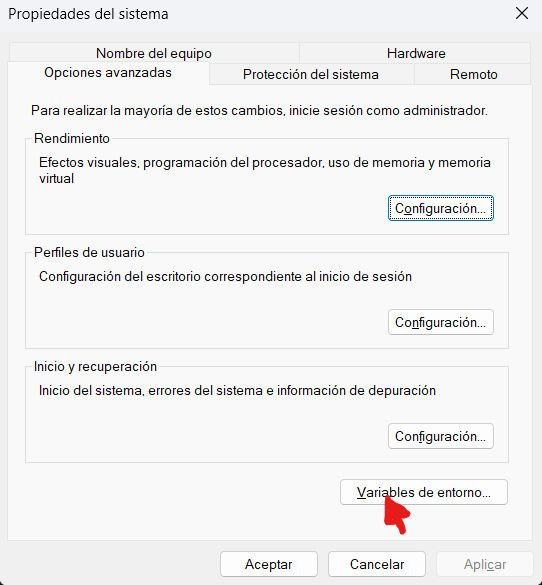 Propiedades del sistema
Nombre del equipo
Hardware
Opciones avanzadas
Protección del sistema
Remoto
Para realizar la mayoría de estos cambios, inicie sesión como administrador.
Rendimiento
Efectos visuales, programación del procesador, uso de memoria y memoria
virtual
Configuración...
Perfiles de usuario
Configuración del escritorio correspondiente al inicio de sesión
Configuración...
Inicio y recuperación
Inicio del sistema, errores del sistema e información de depuración
Configuración...
Variables de entorno...
Aceptar
Cancelar
Aplicar